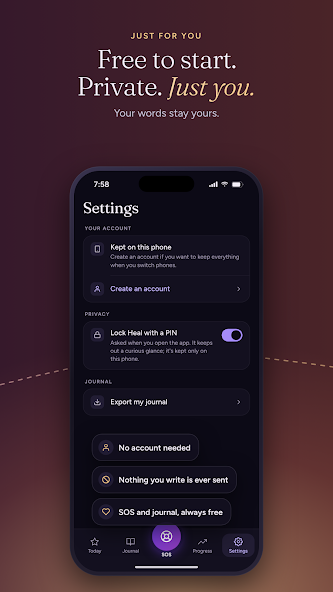 JUST FOR YOU
Free to start.
Private. Just you.
Your words stay yours.
7:58
Settings
YOUR ACCOUNT
Kept on this phone
Create an account if you want to keep everything
when you switch phones.
Create an account
PRIVACY
Lock Heal with a PIN
Asked when you open the app. It keeps
out a curious glance; it's kept only on
this phone.
JOURNAL
Export my journal
No account needed
Nothing you write is ever sent
SOS and journal, always free
Today
Journal
SOS
Progress
Settings